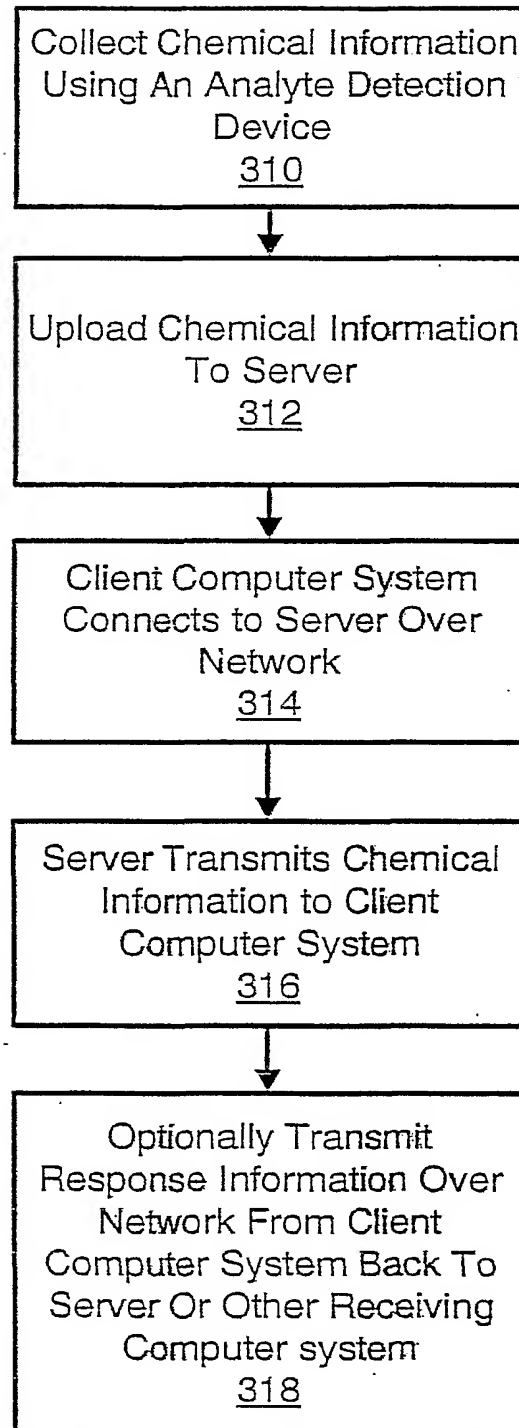 Collect Chemical Information
Using An Analyte Detection
Device
310
Upload Chemical Information
To Server
312
Client Computer System
Connects to Server Over
Network
314
Server Transmits Chemical
Information to Client
Computer System
316
Optionally Transmit
Response Information Over
Network From Client
Computer System Back To
Server Or Other Receiving
Computer system
318